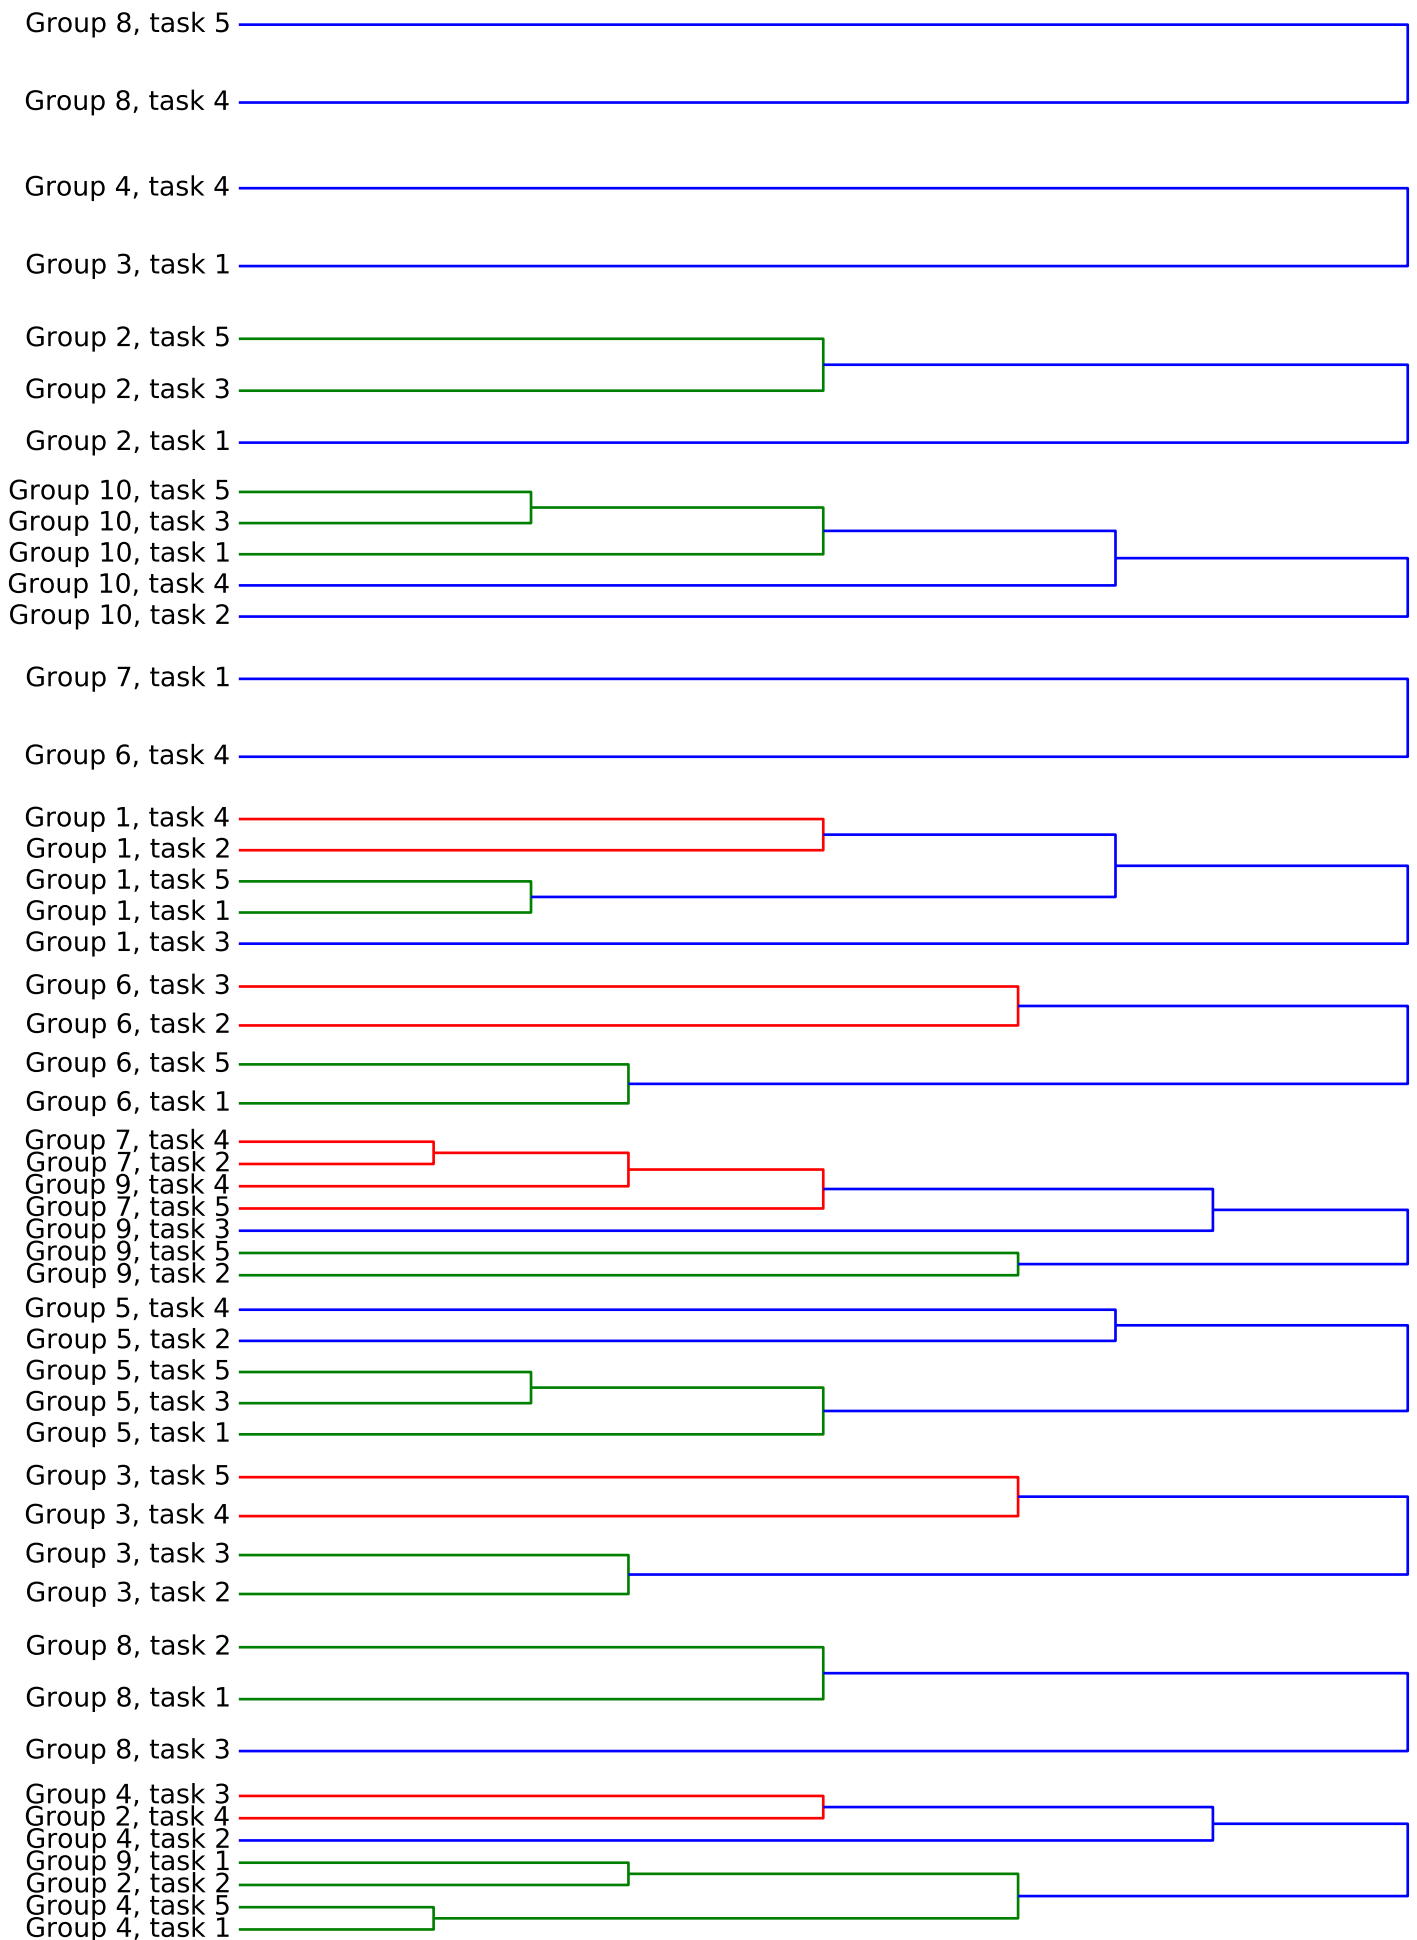 Group 8, task 5
Group 8, task 4
Group 4, task 4
Group 3, task 1
Group 2, task 5
Group 2, task 3
Group 2, task 1
Group 10, task 5
Group 10, task 3
Group 10, task 1
Group 10, task 4
Group 10, task 2
Group 7, task 1
Group 6, task 4
Group 1, task 4
Group 1, task 2
Group 1, task 5
Group 1, task 1
Group 1, task 3
Group 6, task 3
Group 6, task 2
Group 6, task 5
Group 6, task 1
Group 7, task 4
Group 7, task 2
Group 9, task 4
Group 7, task 5
Group 9, task 3
Group 9, task 5
Group 9, task 2
Group 5, task 4
Group 5, task 2
Group 5, task 5
Group 5, task 3
Group 5, task 1
Group 3, task 5
Group 3, task 4
Group 3, task 3
Group 3, task 2
Group 8, task 2
Group 8, task 1
Group 8, task 3
Group 4, task 3
Group 2, task 4
Group 4, task 2
Group 9, task 1
Group 2, task 2
Group 4, task 5
Group 4, task 1